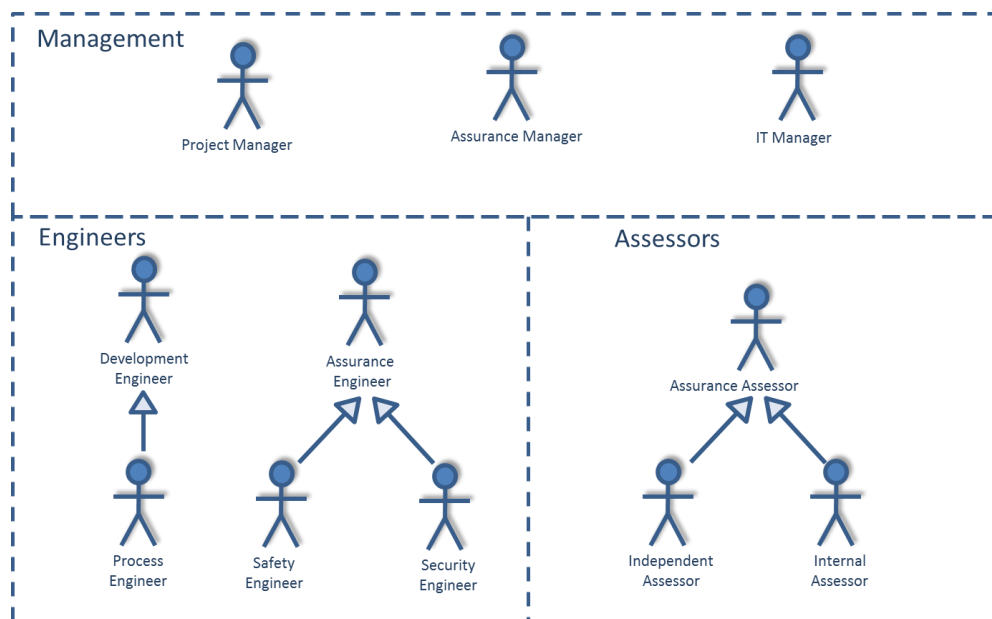 Management
Project Manager
Assurance Manager
IT Manager
Engineers
Development
Engineer
Assurance
Engineer
Process
Engineer
Safety
Engineer
Security
Engineer
Assessors
Assurance Assessor
Independent
Assessor
Internal
Assessor